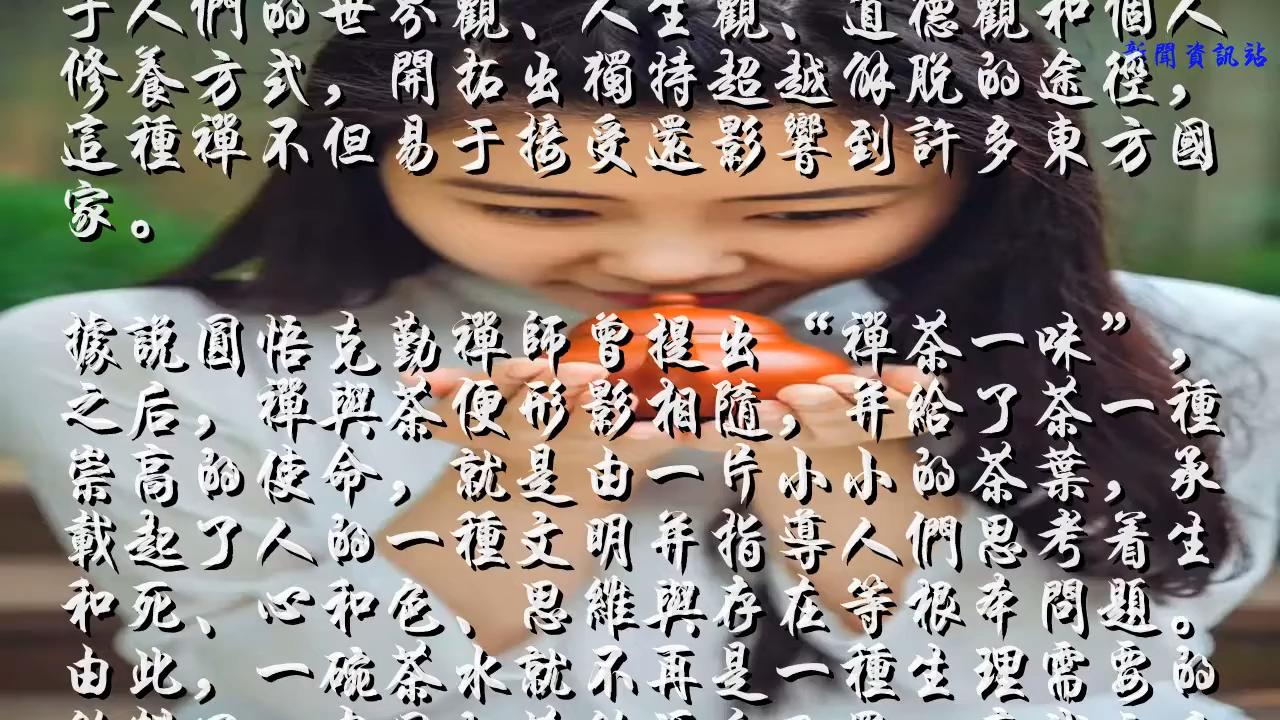 于人們的世界觀、人生觀、道德觀和個人
新聞資訊站
修養方式，開拓出獨特超越解脫的途徑，
這種禪不但易于接受還影響到許多東方國
家。
據說圓悟克勤禪師曾提出“禪茶一味”，
之后，禪與茶便形影相隨，并給了茶一種
崇高的使命，就是由一片小小的茶葉，承
載起了人的一種文明并指導人們思考着生
和死、心和色、思維與存在等根本問題。
由此，一碗茶水就不再是一種生理需要的